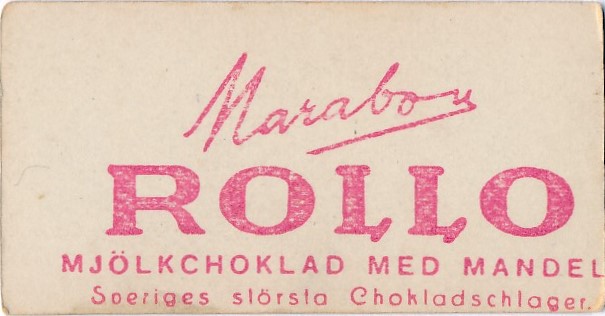 Marabou
ROLLO
MJÖLKCHOKLAD MED MANDEL
Sveriges största Chokladschlager.